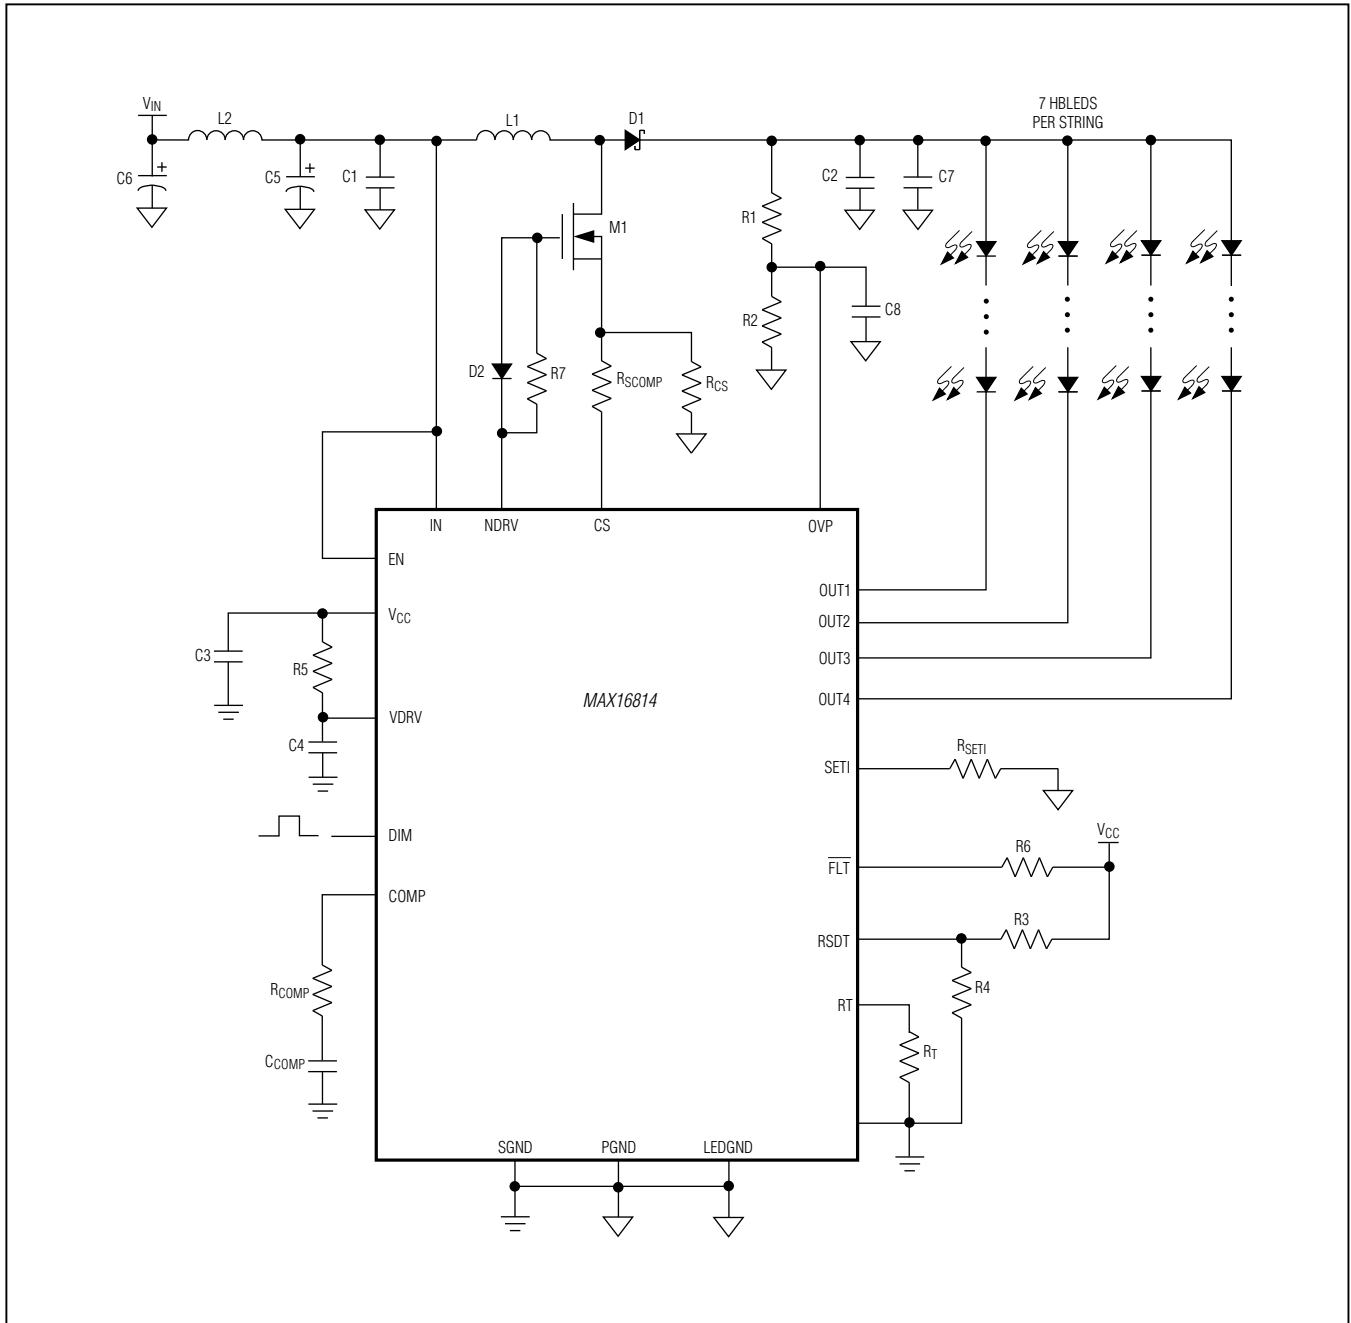 7 HBLEDS
PER STRING
VIN
L2
L1
D1
C6
+
C5
+
C1
C2
C7
R1
M1
R2
C8
D2
R7
RSCOMP
RCS
IN
NDRV
CS
OVP
EN
OUT1
VCC
OUT2
C3
R5
OUT3
MAX16814
OUT4
VDRV
C4
RSETI
SETI
DIM
VCC
R6
FLT
COMP
R3
RSDT
R4
RCOMP
RT
RT
CCOMP
SGND
PGND
LEDGND